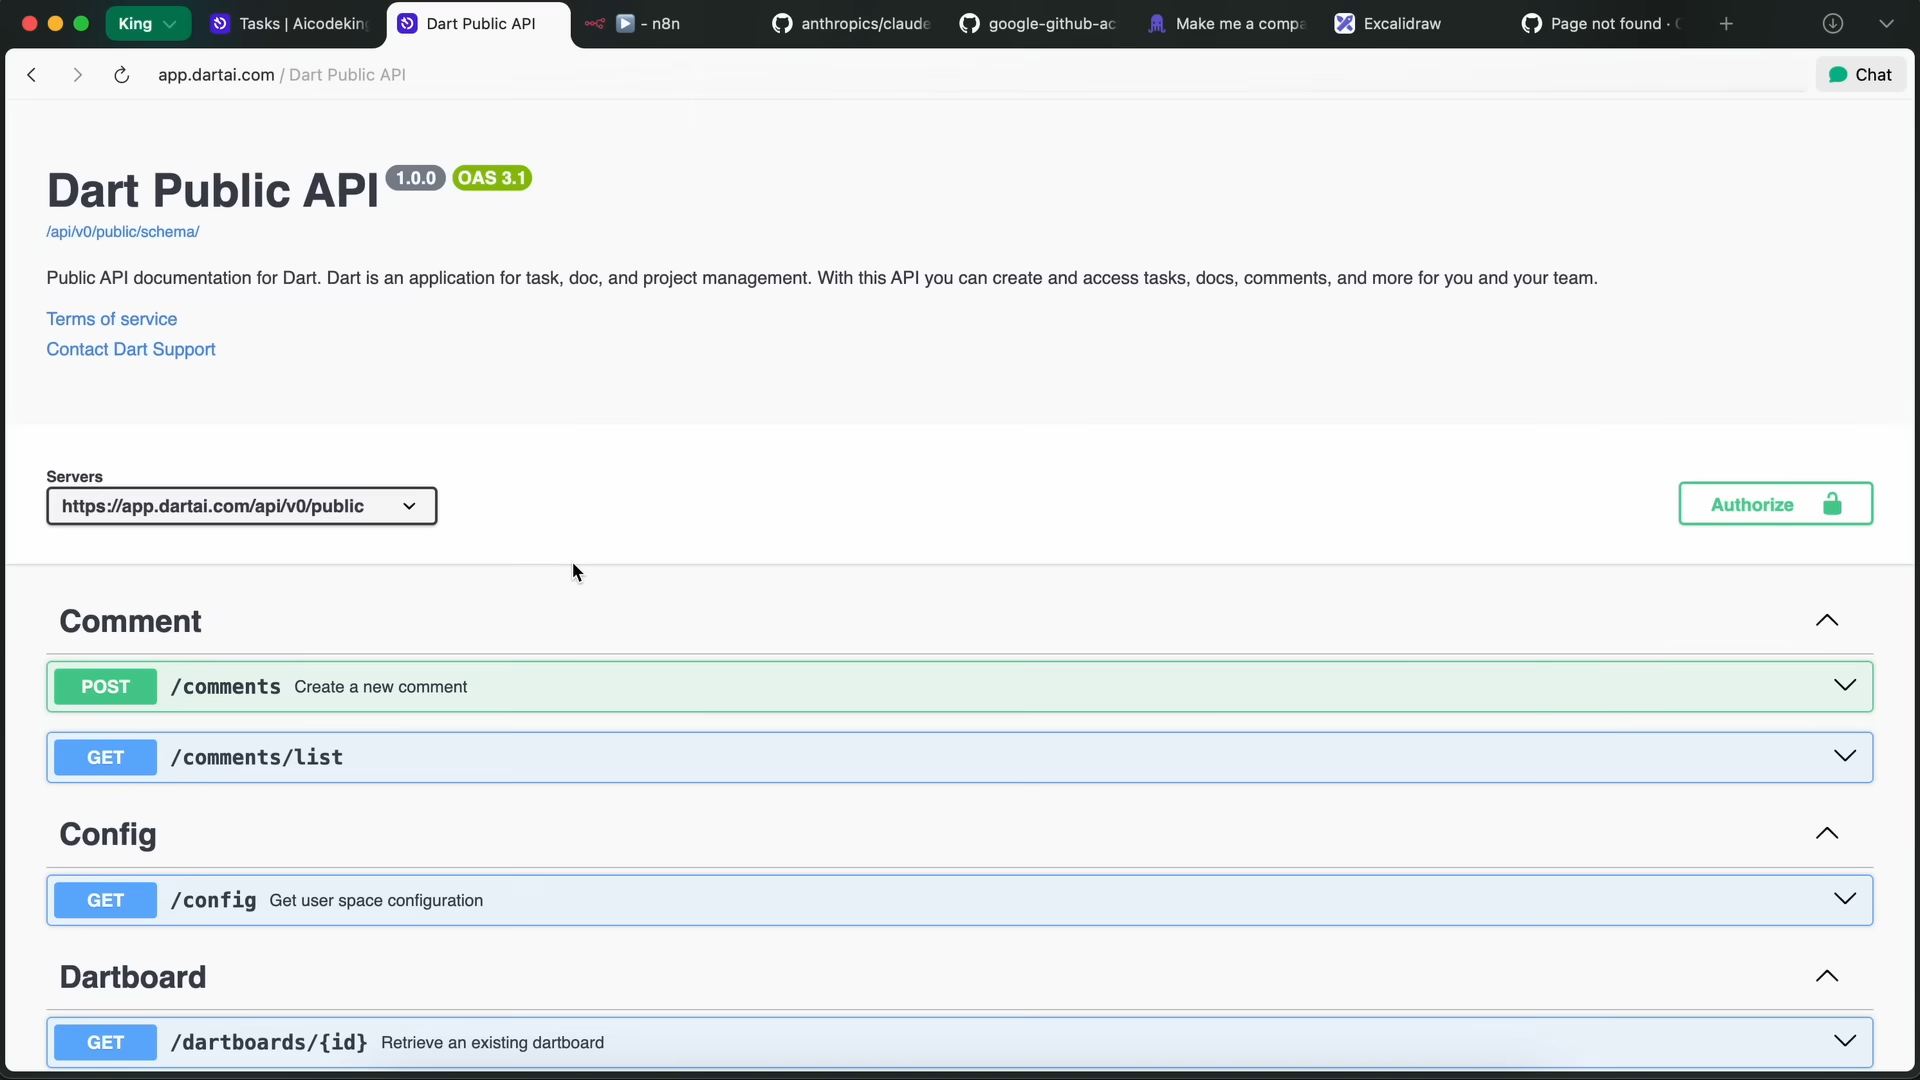 King
Tasks | Aicodeking
Dart Public API
- n8n
anthropics/claude
google-github-ac
Make me a compa
Excalidraw
Page not found ·
app.dartai.com / Dart Public API
Chat
Dart Public API 1.0.0 OAS 3.1
/api/v0/public/schema/
Public API documentation for Dart. Dart is an application for task, doc, and project management. With this API you can create and access tasks, docs, comments, and more for you and your team.
Terms of service
Contact Dart Support
Servers
https://app.dartai.com/api/v0/public
Authorize
Comment
POST /comments Create a new comment
GET /comments/list
Config
GET /config Get user space configuration
Dartboard
GET /dartboards/{id} Retrieve an existing dartboard